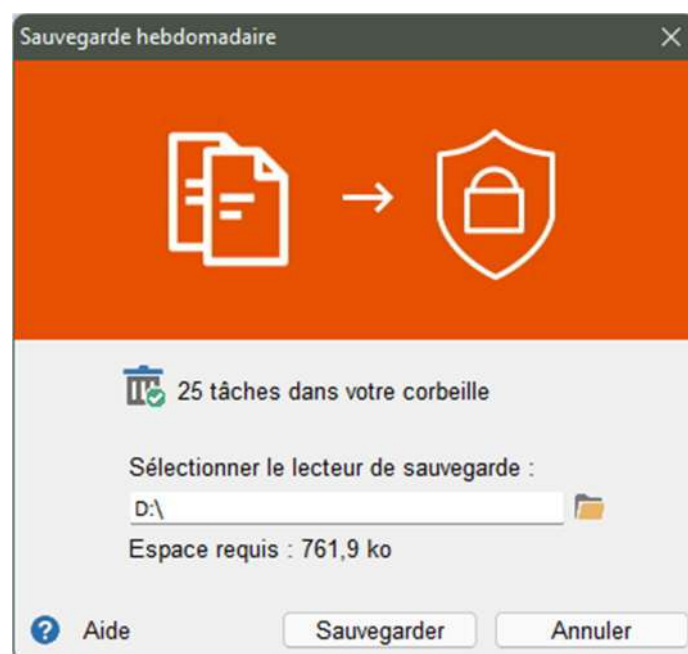 Sauvegarde hebdomadaire
25 tâches dans votre corbeille
Sélectionner le lecteur de sauvegarde :
D:\
Espace requis : 761,9 ko
? Aide Sauvegarder Annuler